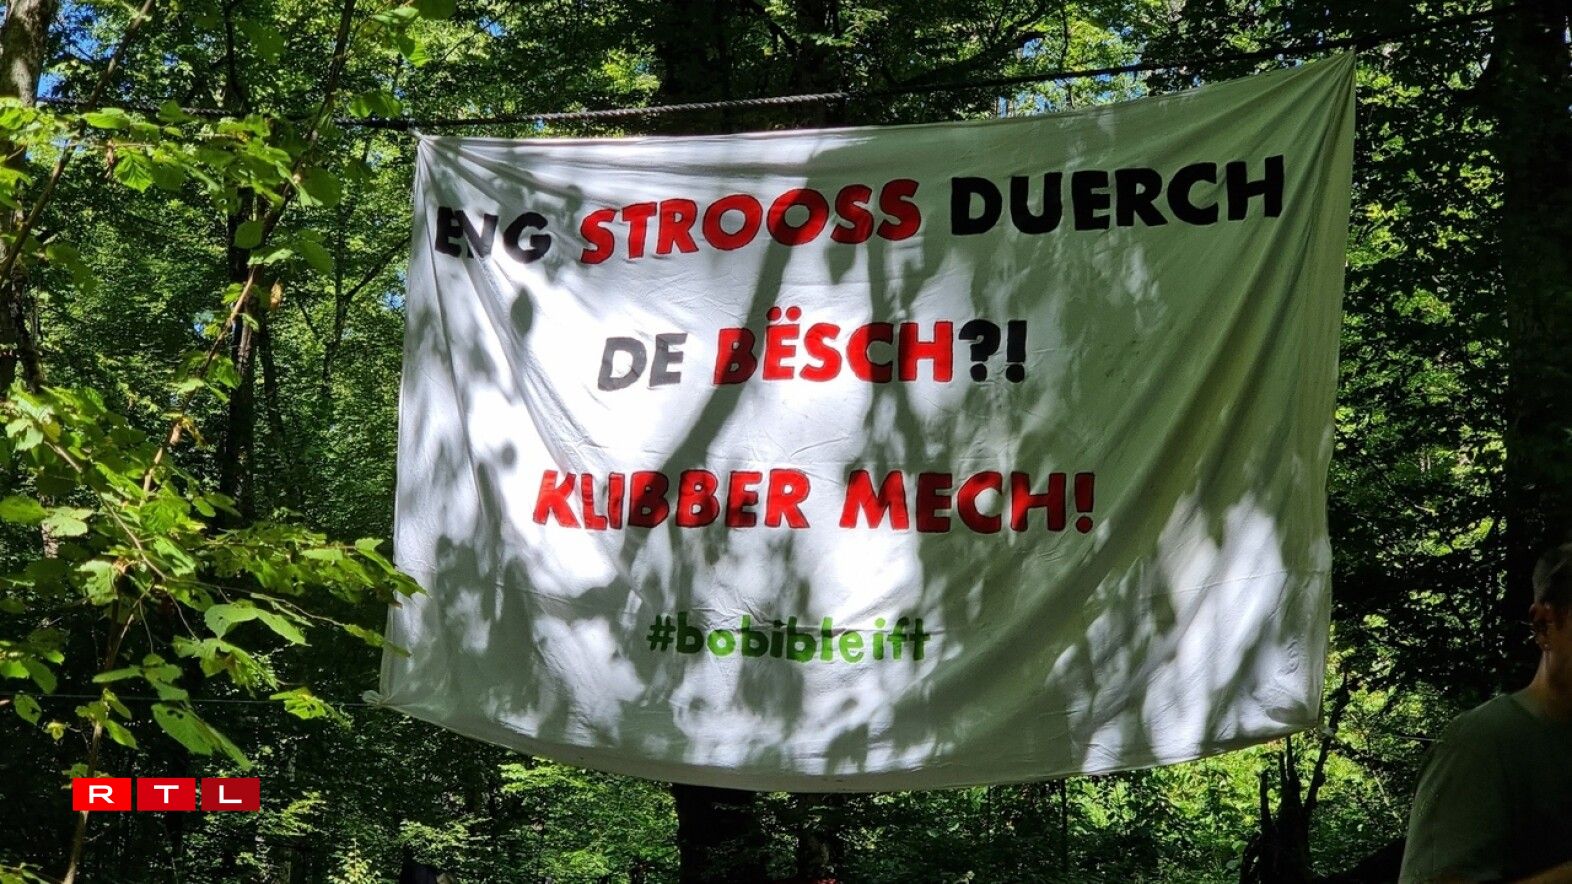 ENG STROOSS DUERCH
DE BËSCH?!
KLIBBER MECH!
#bobibleift
RTL